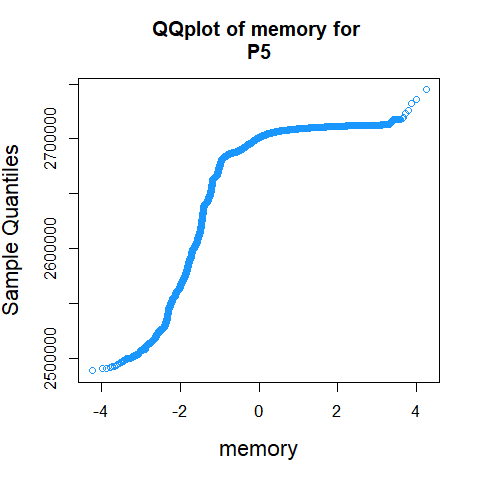 QQplot of memory for
P5
Sample Quantiles
2500000
2600000
2700000
-4
-2
0
2
4
memory